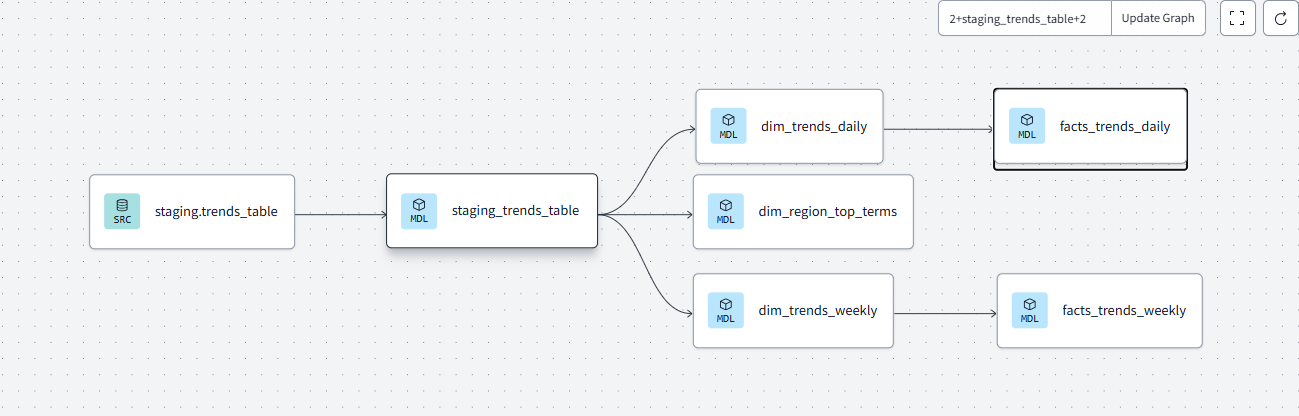 2+staging_trends_table+2
Update Graph
MDL
dim_trends_daily
MDL
facts_trends_daily
SRC
staging.trends_table
MDL
staging_trends_table
MDL
dim_region_top_terms
MDL
dim_trends_weekly
MDL
facts_trends_weekly